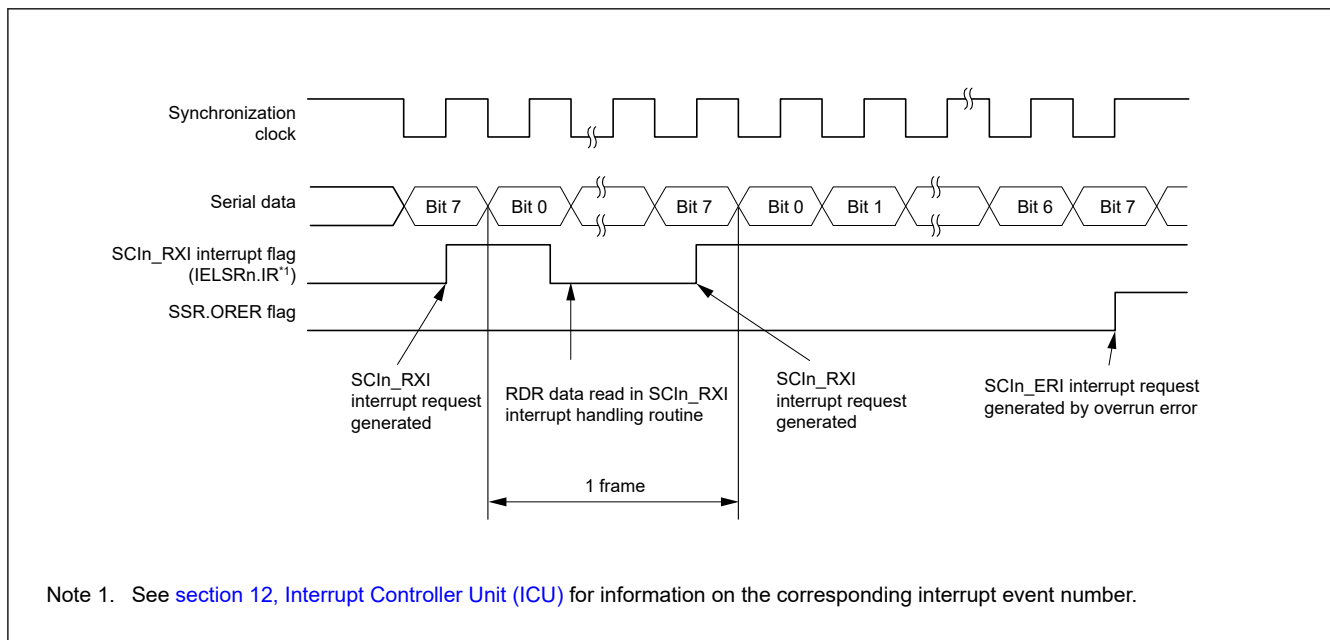 Synchronization
clock
Serial data
Bit 7
Bit 0
Bit 7
Bit 0
Bit 1
Bit 6
Bit 7
SCIn_RXI interrupt flag
(IELSRn.IR*1)
SSR.ORER flag
SCIn_RXI
interrupt request
generated
RDR data read in SCIn_RXI
interrupt handling routine
SCIn_RXI
interrupt request
generated
SCIn_ERI interrupt request
generated by overrun error
1 frame
Note 1. See section 12, Interrupt Controller Unit (ICU) for information on the corresponding interrupt event number.